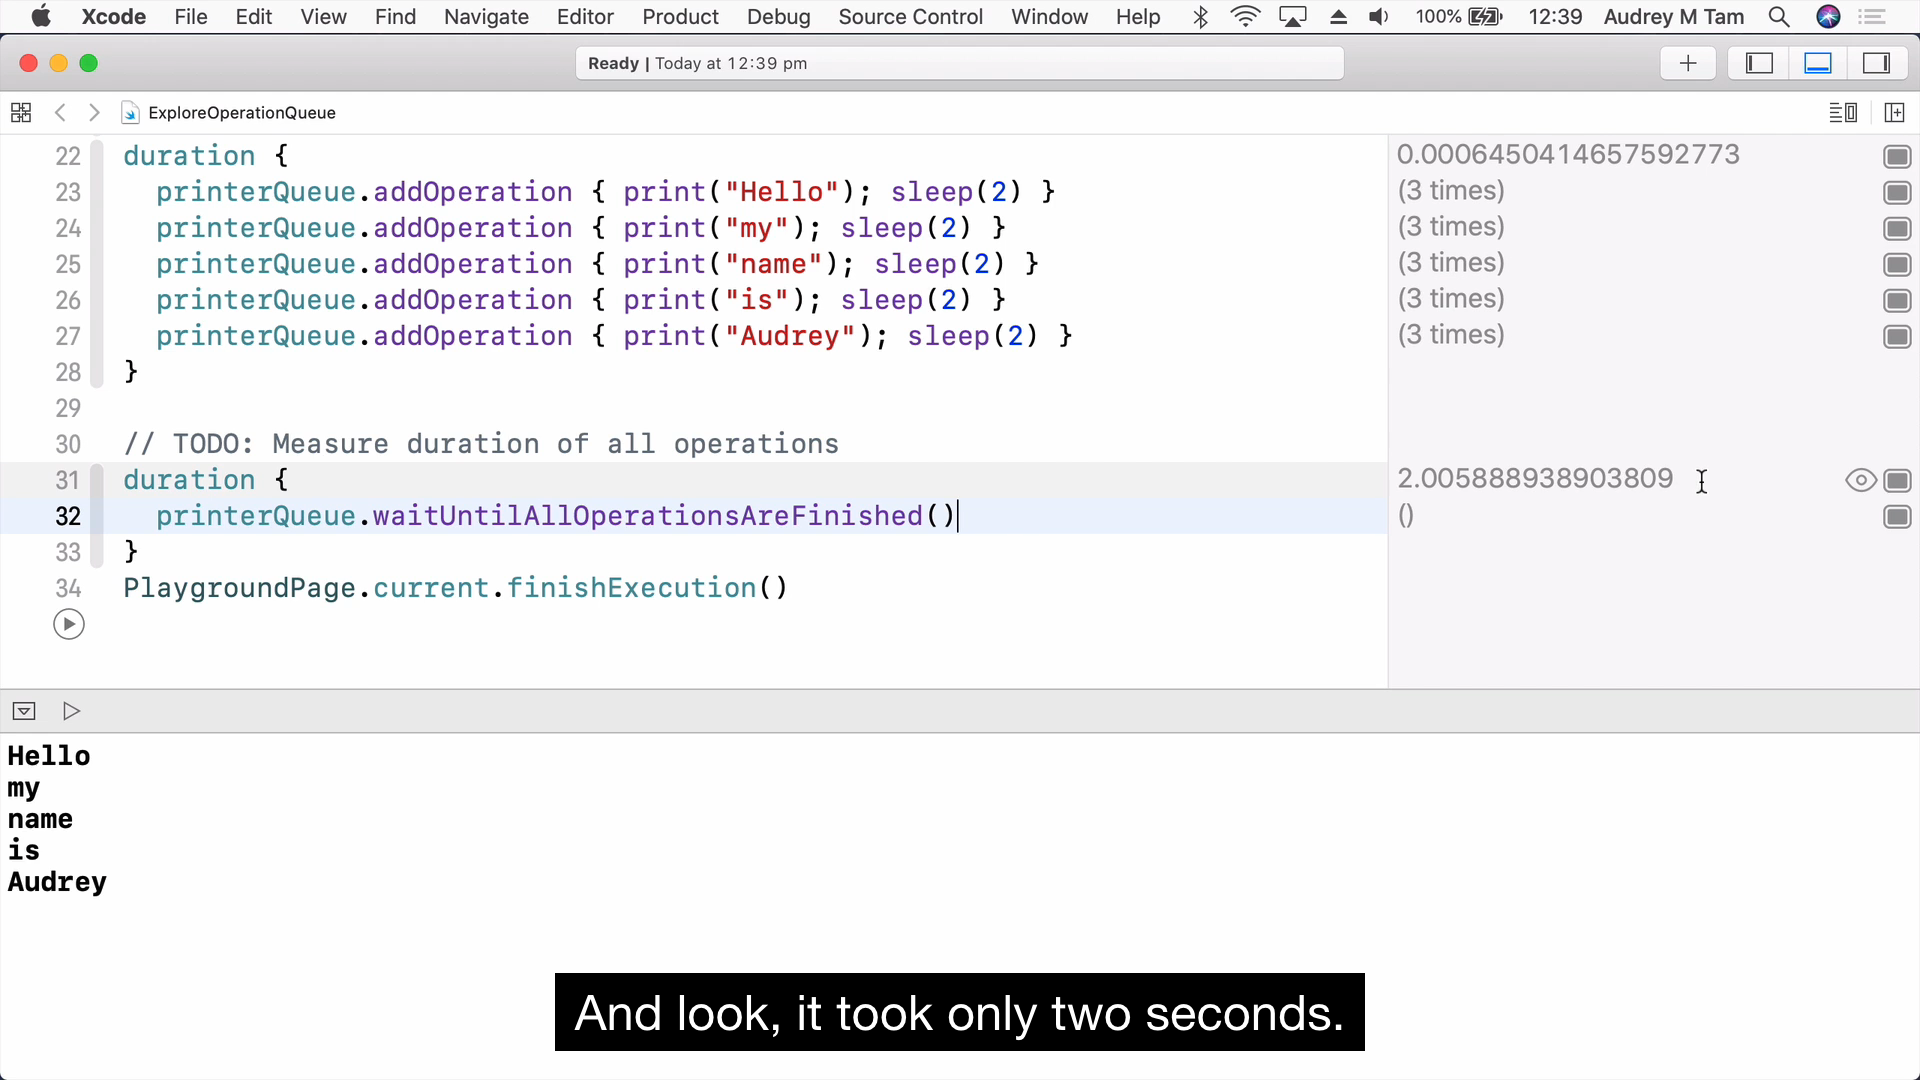 Xcode File Edit View Find Navigate Editor Product Debug Source Control Window Help 100% 12:39 Audrey M Tam
Ready | Today at 12:39 pm
ExploreOperationQueue
22 duration { 0.0006450414657592773
23 printerQueue.addOperation { print("Hello"); sleep(2) } (3 times)
24 printerQueue.addOperation { print("my"); sleep(2) } (3 times)
25 printerQueue.addOperation { print("name"); sleep(2) } (3 times)
26 printerQueue.addOperation { print("is"); sleep(2) } (3 times)
27 printerQueue.addOperation { print("Audrey"); sleep(2) } (3 times)
28 }
29
30 // TODO: Measure duration of all operations
31 duration { 2.005888938903809
32 printerQueue.waitUntilAllOperationsAreFinished() ()
33 }
34 PlaygroundPage.current.finishExecution()
Hello
my
name
is
Audrey
And look, it took only two seconds.